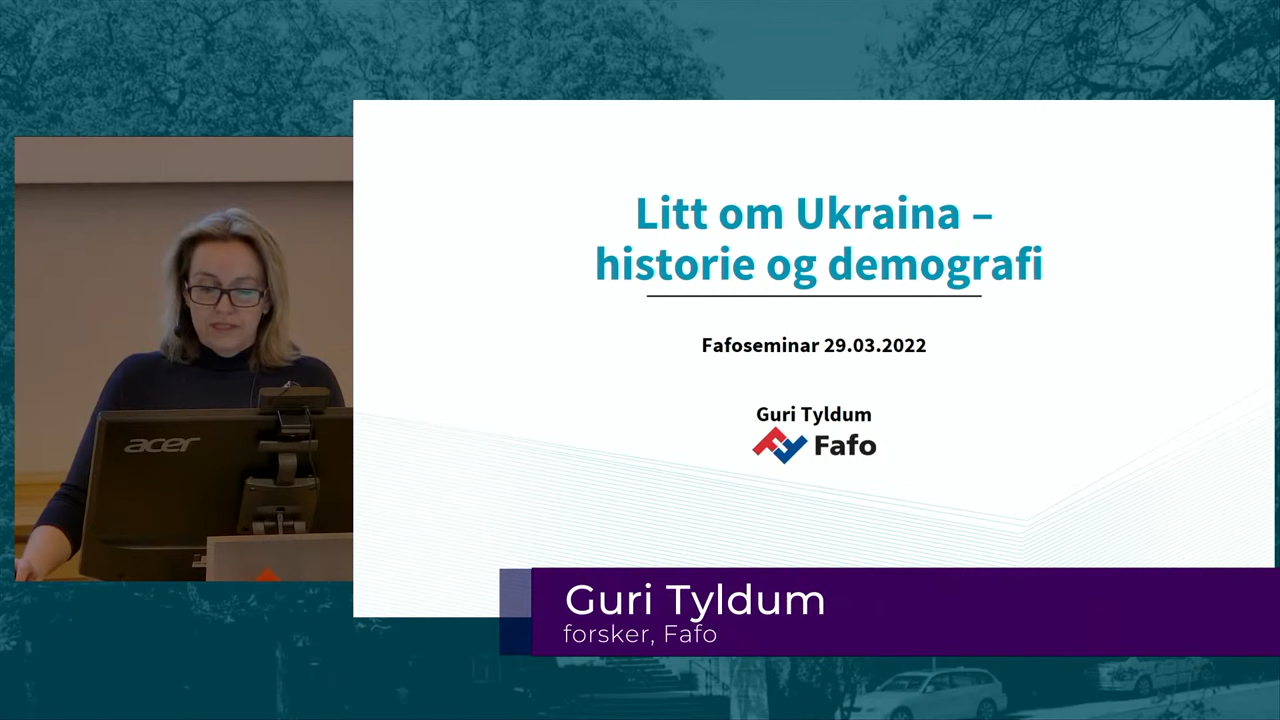 acer
Litt om Ukraina –
historie og demografi
Fafoseminar 29.03.2022
Guri Tyldum
Fafo
Guri Tyldum
forsker, Fafo